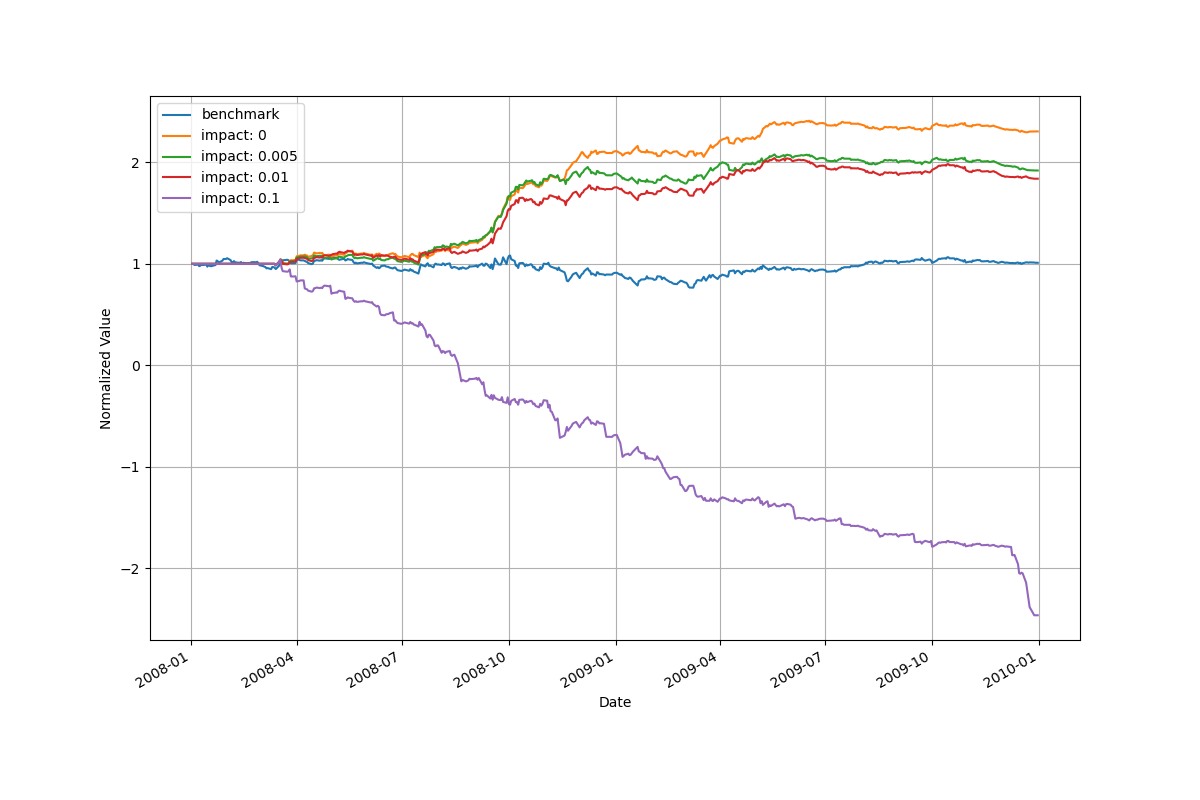 benchmark
impact: 0
impact: 0.005
impact: 0.01
impact: 0.1
Normalized Value
2
1
0
−1
−2
2008-01
2008-04
2008-07
2008-10
2009-01
2009-04
2009-07
2009-10
2010-01
Date